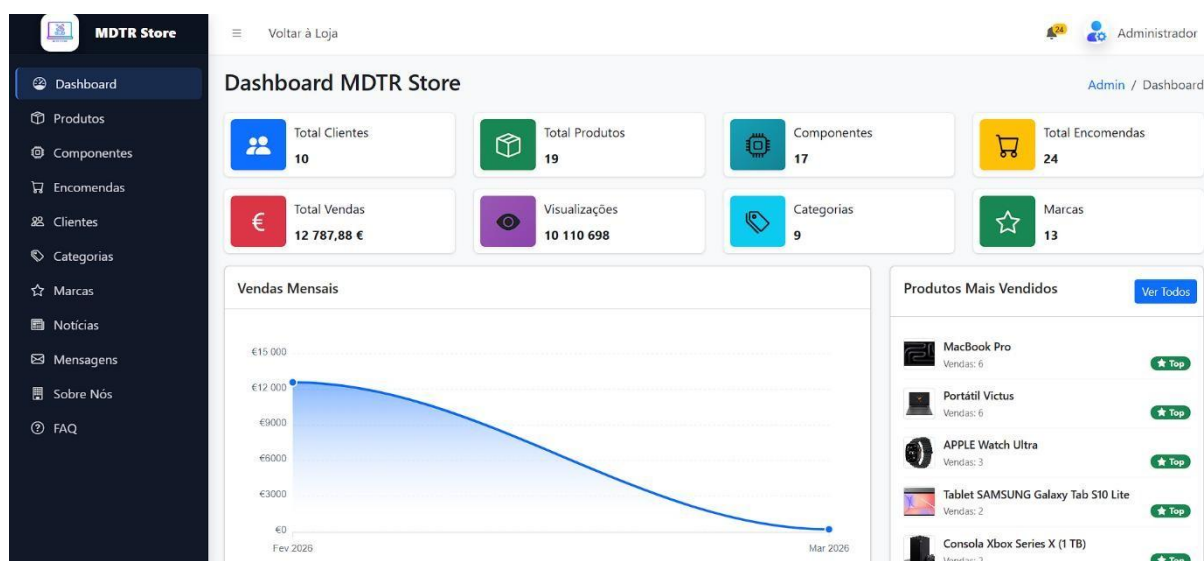 MDTR Store
Voltar à Loja
24
Administrador
Dashboard
Produtos
Componentes
Encomendas
Clientes
Categorias
Marcas
Notícias
Mensagens
Sobre Nós
FAQ
Dashboard MDTR Store
Admin / Dashboard
Total Clientes
10
Total Produtos
19
Componentes
17
Total Encomendas
24
Total Vendas
12 787,88 €
Visualizações
10 110 698
Categorias
9
Marcas
13
Vendas Mensais
€15 000
€12 000
€9000
€6000
€3000
€0
Fev 2026
Mar 2026
Produtos Mais Vendidos
Ver Todos
MacBook Pro
Vendas: 6
Top
Portátil Victus
Vendas: 6
Top
APPLE Watch Ultra
Vendas: 3
Top
Tablet SAMSUNG Galaxy Tab S10 Lite
Vendas: 2
Top
Consola Xbox Series X (1 TB)